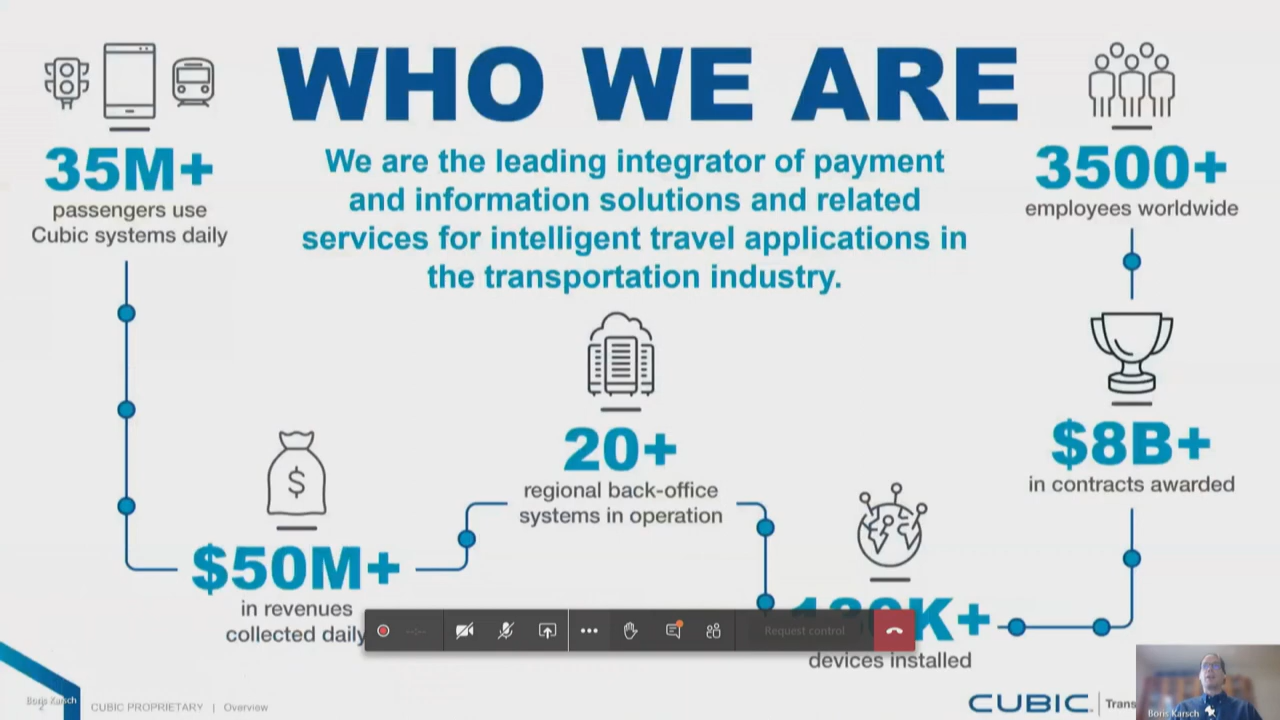 WHO WE ARE
We are the leading integrator of payment
and information solutions and related
services for intelligent travel applications in
the transportation industry.
35M+
passengers use
Cubic systems daily
$50M+
in revenues
collected daily
$
20+
regional back-office
systems in operation
devices installed
$8B+
in contracts awarded
3500+
employees worldwide
Request control
Boris Karsch
CUBIC PROPRIETARY | Overview
CUBIC
Boris Karsch